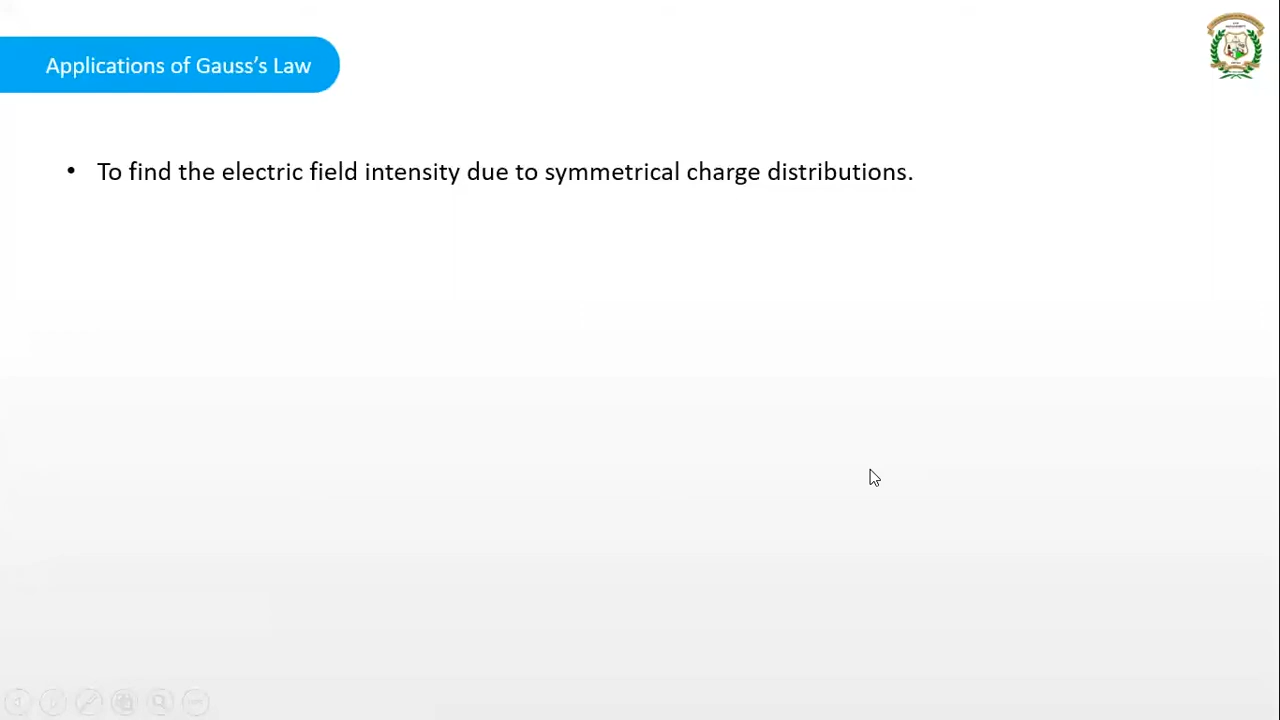 Applications of Gauss’s Law
• To find the electric field intensity due to symmetrical charge distributions.